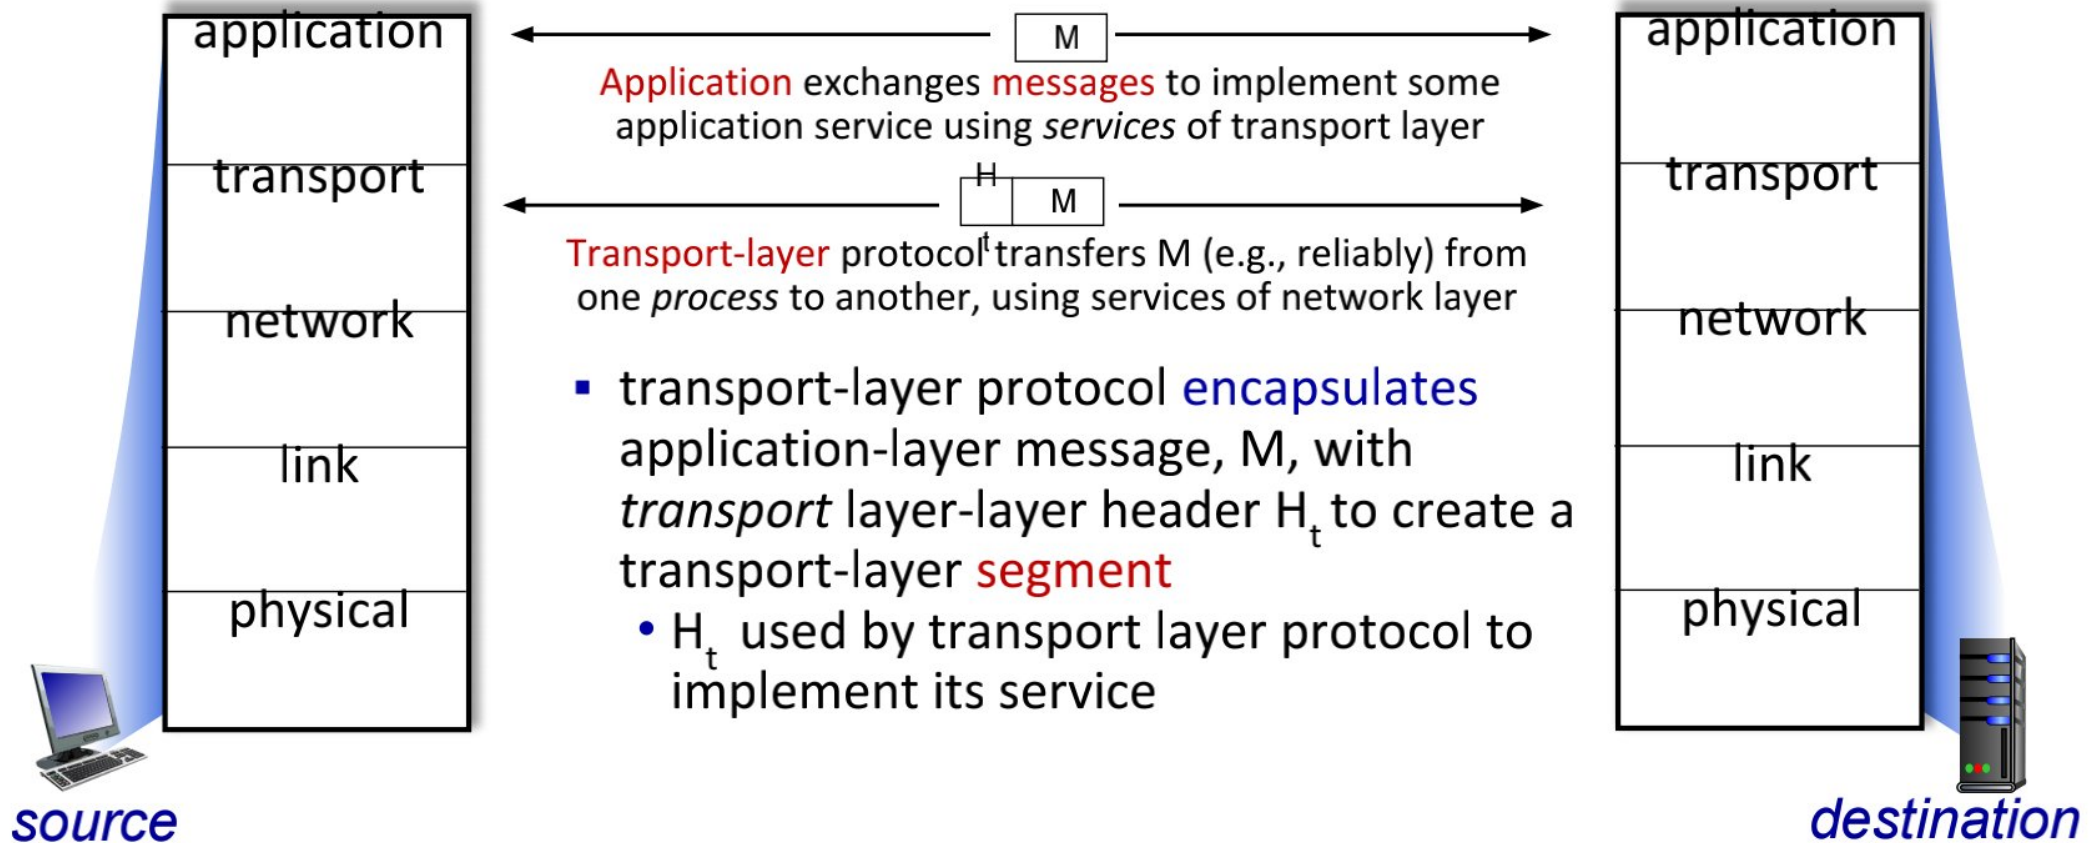 application
transport
network
link
physical
source
M
Application exchanges messages to implement some
application service using services of transport layer
H
t
M
Transport-layer protocol transfers M (e.g., reliably) from
one process to another, using services of network layer
▪ transport-layer protocol encapsulates
application-layer message, M, with
transport layer-layer header Ht to create a
transport-layer segment
• Ht used by transport layer protocol to
implement its service
application
transport
network
link
physical
destination